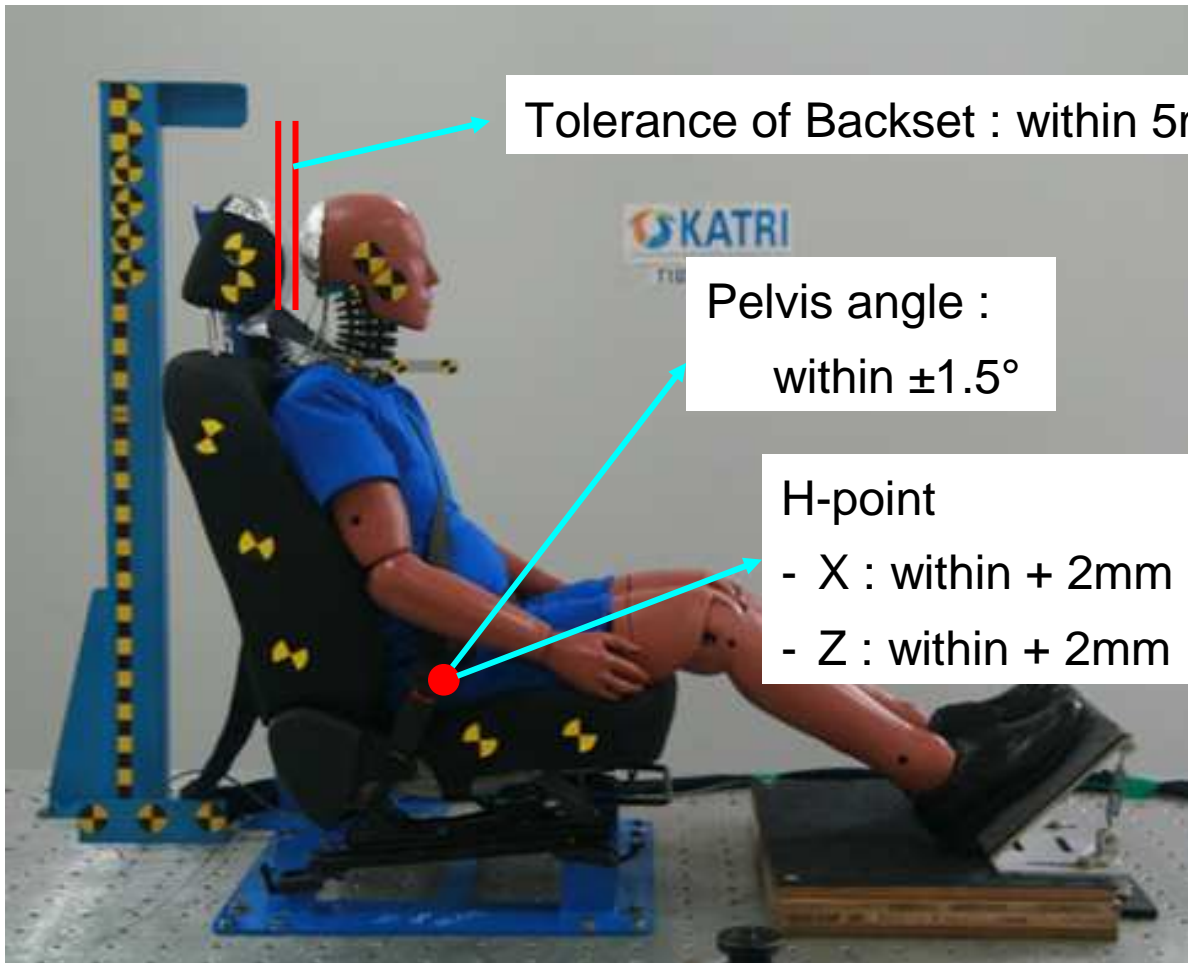 Tolerance of Backset : within 5
KATRI
Pelvis angle :
within ±1.5°
H-point
- X : within + 2mm
- Z : within + 2mm